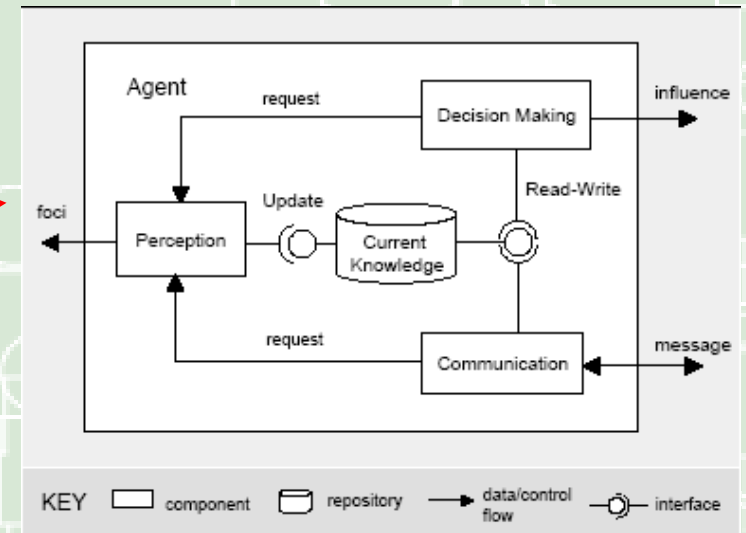 Agent
request
Decision Making
influence
Read-Write
foci
Update
Perception
Current
Knowledge
request
Communication
message
KEY
component
repository
data/control
flow
interface